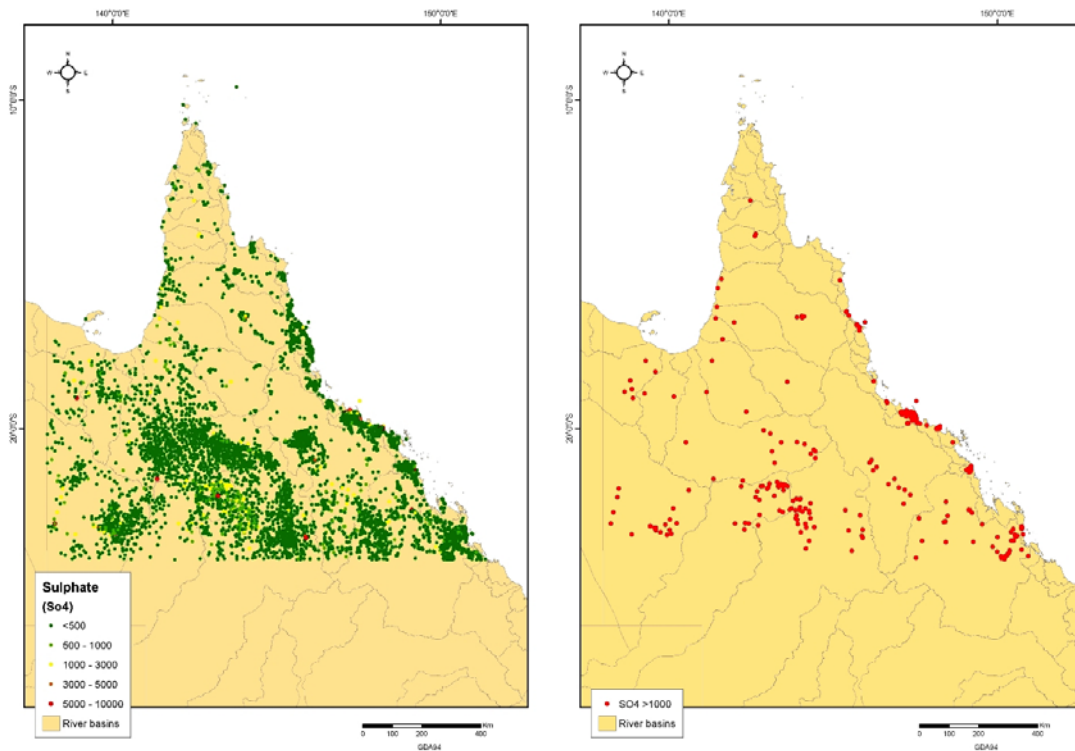 140°0'0"E
150°0'0"E
N
W
E
S
10°0'0"S
20°0'0"S
Sulphate
(So4)
<500
500 - 1000
1000 - 3000
3000 - 5000
5000 - 10000
River basins
Km
0
100
200
400
GDA94
140°0'0"E
150°0'0"E
N
W
E
S
10°0'0"S
20°0'0"S
SO4 >1000
River basins
Km
0
100
200
400
GDA94